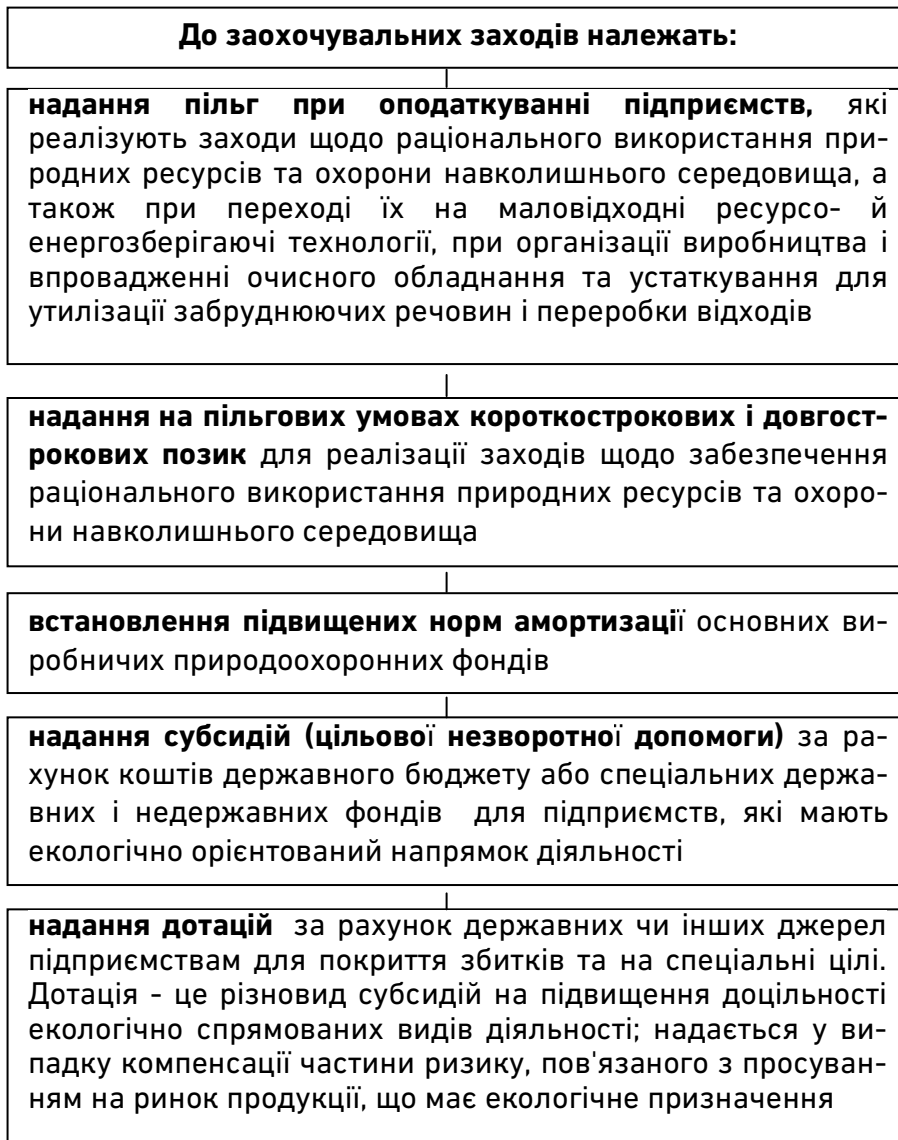 До заохочувальних заходів належать:
надання пільг при оподаткуванні підприємств, які
реалізують заходи щодо раціонального використання при-
родних ресурсів та охорони навколишнього середовища, а
також при переході їх на маловідходні ресурсо- й
енергозберігаючі технології, при організації виробництва і
впровадженні очисного обладнання та устаткування для
утилізації забруднюючих речовин і переробки відходів
надання на пільгових умовах короткострокових і довгост-
рокових позик для реалізації заходів щодо забезпечення
раціонального використання природних ресурсів та охоро-
ни навколишнього середовища
встановлення підвищених норм амортизації основних ви-
робничих природоохоронних фондів
надання субсидій (цільової незворотної допомоги) за ра-
хунок коштів державного бюджету або спеціальних держа-
вних і недержавних фондів для підприємств, які мають
екологічно орієнтований напрямок діяльності
надання дотацій за рахунок державних чи інших джерел
підприємствам для покриття збитків та на спеціальні цілі.
Дотація - це різновид субсидій на підвищення доцільності
екологічно спрямованих видів діяльності; надається у ви-
падку компенсації частини ризику, пов'язаного з просуван-
ням на ринок продукції, що має екологічне призначення